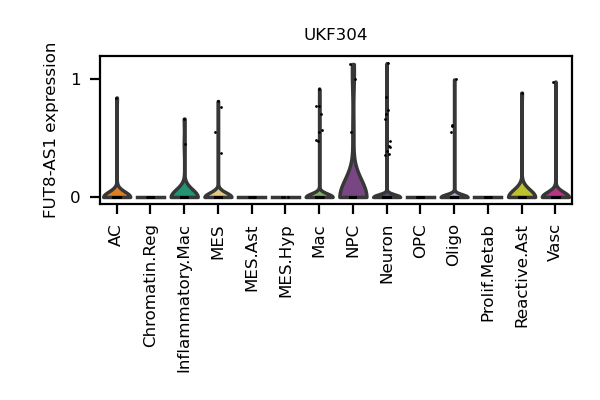 UKF304
FUT8-AS1 expression
1
0
AC
Chromatin.Reg
Inflammatory.Mac
MES
MES.Ast
MES.Hyp
Mac
NPC
Neuron
OPC
Oligo
Prolif.Metab
Reactive.Ast
Vasc